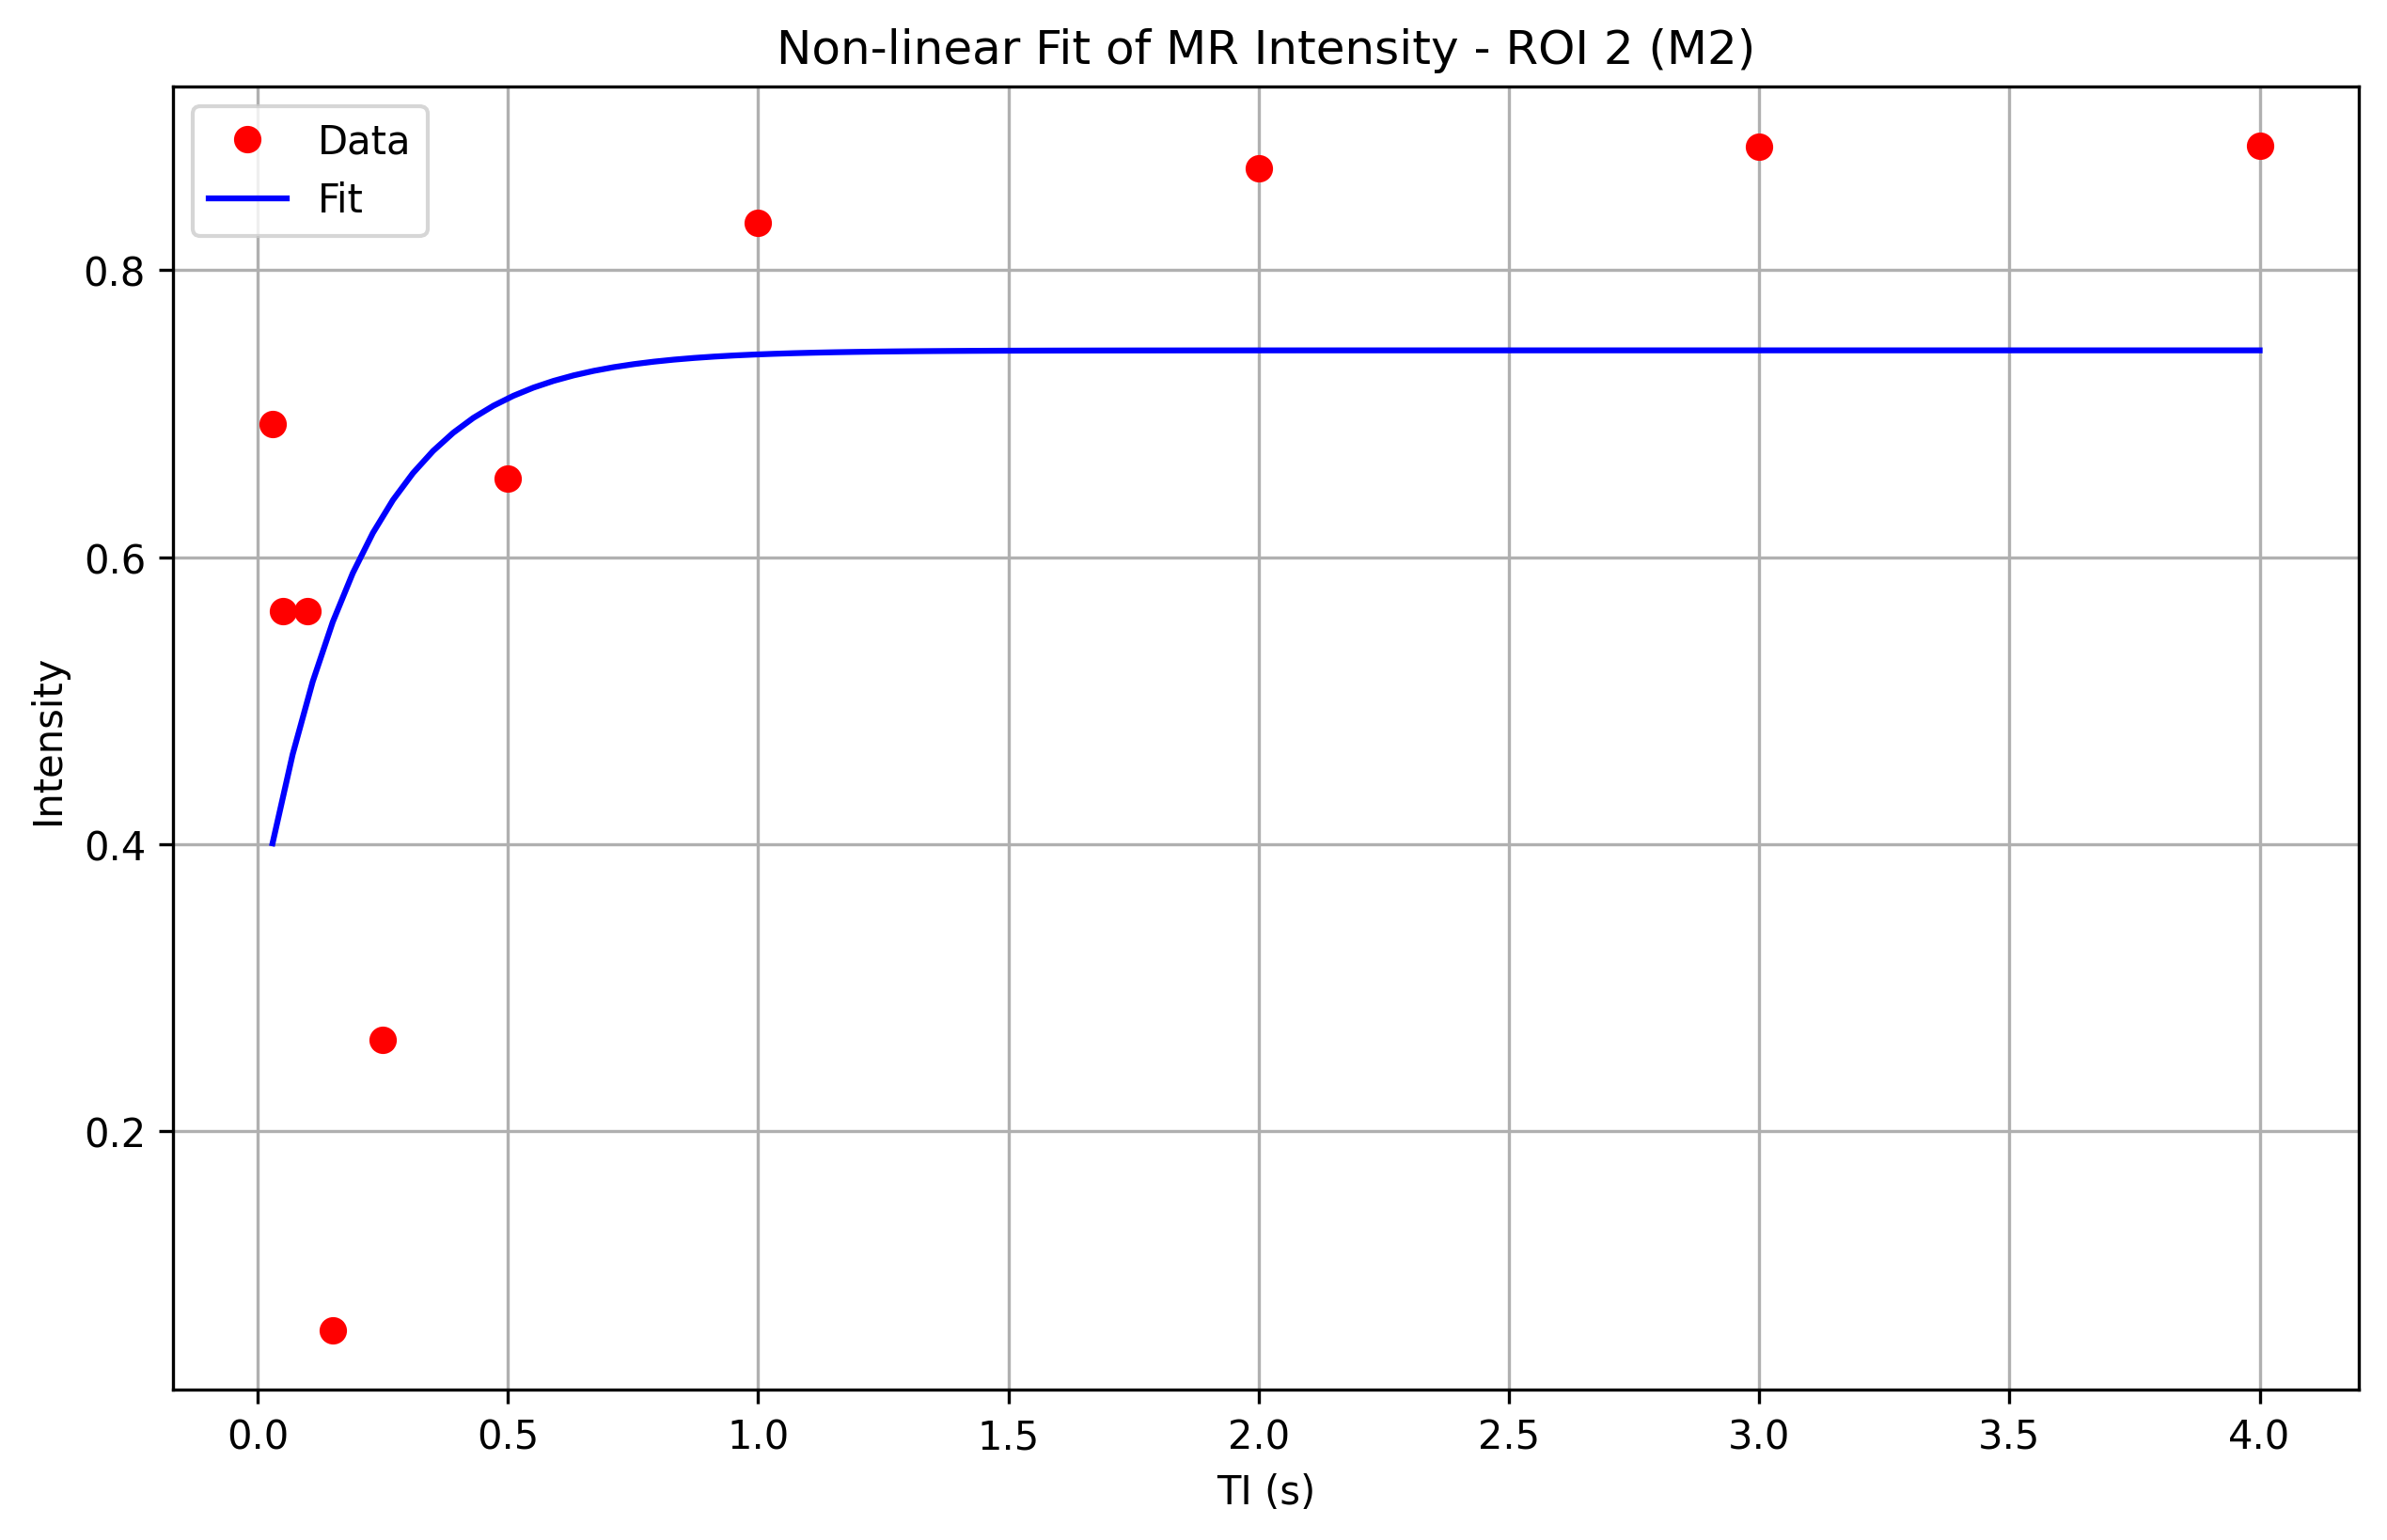 Non-linear Fit of MR Intensity - ROI 2 (M2)
Data
Fit
Intensity
0.8
0.6
0.4
0.2
0.0 0.5 1.0 1.5 2.0 2.5 3.0 3.5 4.0
TI (s)